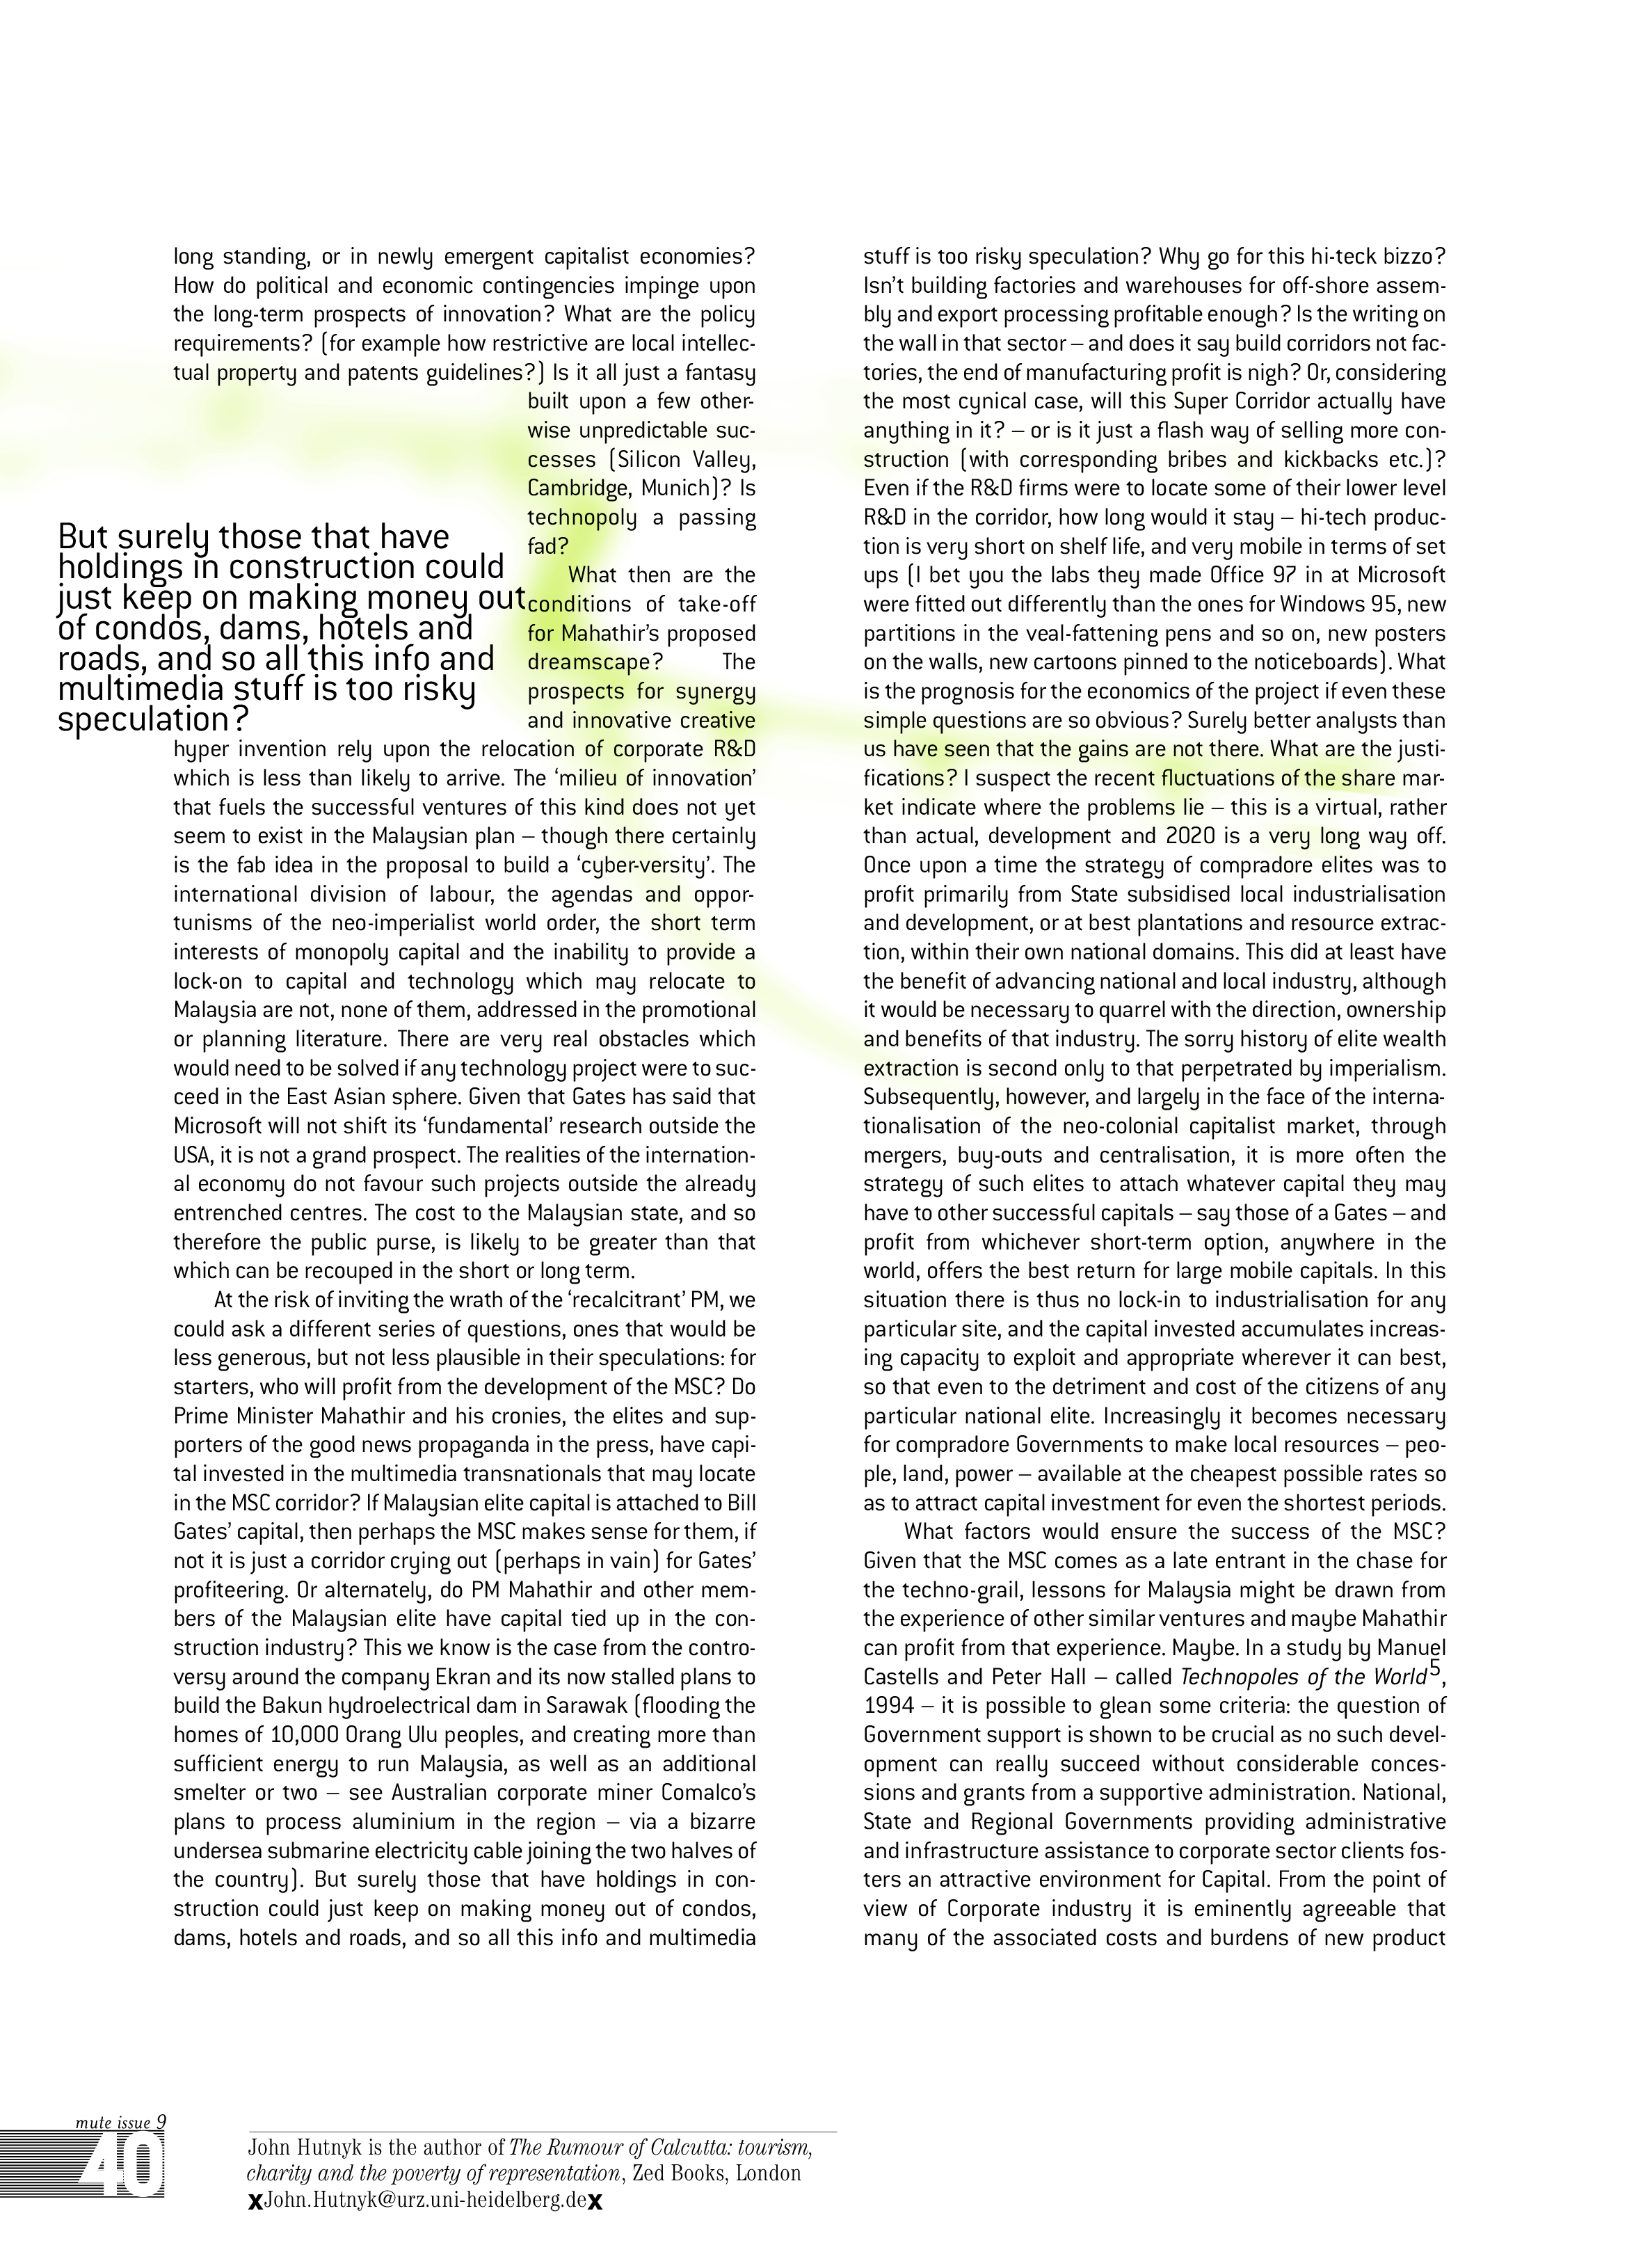 long standing, or in newly emergent capitalist economies?
How do political and economic contingencies impinge upon
the long-term prospects of innovation? What are the policy
requirements? (for example how restrictive are local intellec-
tual property and patents guidelines?) Is it all just a fantasy
built upon a few other-
wise unpredictable suc-
cesses (Silicon Valley,
Cambridge, Munich)? Is
technopoly a passing
fad?
What then are the
conditions of take-off
for Mahathir's proposed
dreamscape? The
prospects for synergy
and innovative creative
hyper invention rely upon the relocation of corporate R&D
which is less than likely to arrive. The 'milieu of innovation'
that fuels the successful ventures of this kind does not yet
seem to exist in the Malaysian plan – though there certainly
is the fab idea in the proposal to build a 'cyber-versity'. The
international division of labour, the agendas and oppor-
tunisms of the neo-imperialist world order, the short term
interests of monopoly capital and the inability to provide a
lock-on to capital and technology which may relocate to
Malaysia are not, none of them, addressed in the promotional
or planning literature. There are very real obstacles which
would need to be solved if any technology project were to suc-
ceed in the East Asian sphere. Given that Gates has said that
Microsoft will not shift its 'fundamental' research outside the
USA, it is not a grand prospect. The realities of the internation-
al economy do not favour such projects outside the already
entrenched centres. The cost to the Malaysian state, and so
therefore the public purse, is likely to be greater than that
which can be recouped in the short or long term.
At the risk of inviting the wrath of the 'recalcitrant' PM, we
could ask a different series of questions, ones that would be
less generous, but not less plausible in their speculations: for
starters, who will profit from the development of the MSC? Do
Prime Minister Mahathir and his cronies, the elites and sup-
porters of the good news propaganda in the press, have capi-
tal invested in the multimedia transnationals that may locate
in the MSC corridor? If Malaysian elite capital is attached to Bill
Gates' capital, then perhaps the MSC makes sense for them, if
not it is just a corridor crying out (perhaps in vain) for Gates'
profiteering. Or alternately, do PM Mahathir and other mem-
bers of the Malaysian elite have capital tied up in the con-
struction industry? This we know is the case from the contro-
versy around the company Ekran and its now stalled plans to
build the Bakun hydroelectrical dam in Sarawak (flooding the
homes of 10,000 Orang Ulu peoples, and creating more than
sufficient energy to run Malaysia, as well as an additional
smelter or two – see Australian corporate miner Comalco's
plans to process aluminium in the region – via a bizarre
undersea submarine electricity cable joining the two halves of
the country). But surely those that have holdings in con-
struction could just keep on making money out of condos,
dams, hotels and roads, and so all this info and multimedia
But surely those that have
holdings in construction could
just keep on making money out
of condos, dams, hotels and
roads, and so all this info and
multimedia stuff is too risky
speculation?
stuff is too risky speculation? Why go for this hi-teck bizzo?
Isn't building factories and warehouses for off-shore assem-
bly and export processing profitable enough? Is the writing on
the wall in that sector – and does it say build corridors not fac-
tories, the end of manufacturing profit is nigh? Or, considering
the most cynical case, will this Super Corridor actually have
anything in it? – or is it just a flash way of selling more con-
struction (with corresponding bribes and kickbacks etc.)?
Even if the R&D firms were to locate some of their lower level
R&D in the corridor, how long would it stay – hi-tech produc-
tion is very short on shelf life, and very mobile in terms of set
ups (I bet you the labs they made Office 97 in at Microsoft
were fitted out differently than the ones for Windows 95, new
partitions in the veal-fattening pens and so on, new posters
on the walls, new cartoons pinned to the noticeboards). What
is the prognosis for the economics of the project if even these
simple questions are so obvious? Surely better analysts than
us have seen that the gains are not there. What are the justi-
fications? I suspect the recent fluctuations of the share mar-
ket indicate where the problems lie – this is a virtual, rather
than actual, development and 2020 is a very long way off.
Once upon a time the strategy of compradore elites was to
profit primarily from State subsidised local industrialisation
and development, or at best plantations and resource extrac-
tion, within their own national domains. This did at least have
the benefit of advancing national and local industry, although
it would be necessary to quarrel with the direction, ownership
and benefits of that industry. The sorry history of elite wealth
extraction is second only to that perpetrated by imperialism.
Subsequently, however, and largely in the face of the interna-
tionalisation of the neo-colonial capitalist market, through
mergers, buy-outs and centralisation, it is more often the
strategy of such elites to attach whatever capital they may
have to other successful capitals – say those of a Gates – and
profit from whichever short-term option, anywhere in the
world, offers the best return for large mobile capitals. In this
situation there is thus no lock-in to industrialisation for any
particular site, and the capital invested accumulates increas-
ing capacity to exploit and appropriate wherever it can best,
so that even to the detriment and cost of the citizens of any
particular national elite. Increasingly it becomes necessary
for compradore Governments to make local resources – peo-
ple, land, power – available at the cheapest possible rates so
as to attract capital investment for even the shortest periods.
What factors would ensure the success of the MSC?
Given that the MSC comes as a late entrant in the chase for
the techno-grail, lessons for Malaysia might be drawn from
the experience of other similar ventures and maybe Mahathir
can profit from that experience. Maybe. In a study by Manuel
Castells and Peter Hall – called Technopoles of the World5,
1994 – it is possible to glean some criteria: the question of
Government support is shown to be crucial as no such devel-
opment can really succeed without considerable conces-
sions and grants from a supportive administration. National,
State and Regional Governments providing administrative
and infrastructure assistance to corporate sector clients fos-
ters an attractive environment for Capital. From the point of
view of Corporate industry it is eminently agreeable that
many of the associated costs and burdens of new product
mute issue 9
40
John Hutnyk is the author of The Rumour of Calcutta: tourism,
charity and the poverty of representation, Zed Books, London
xJohn.Hutnyk@urz.uni-heidelberg.dex